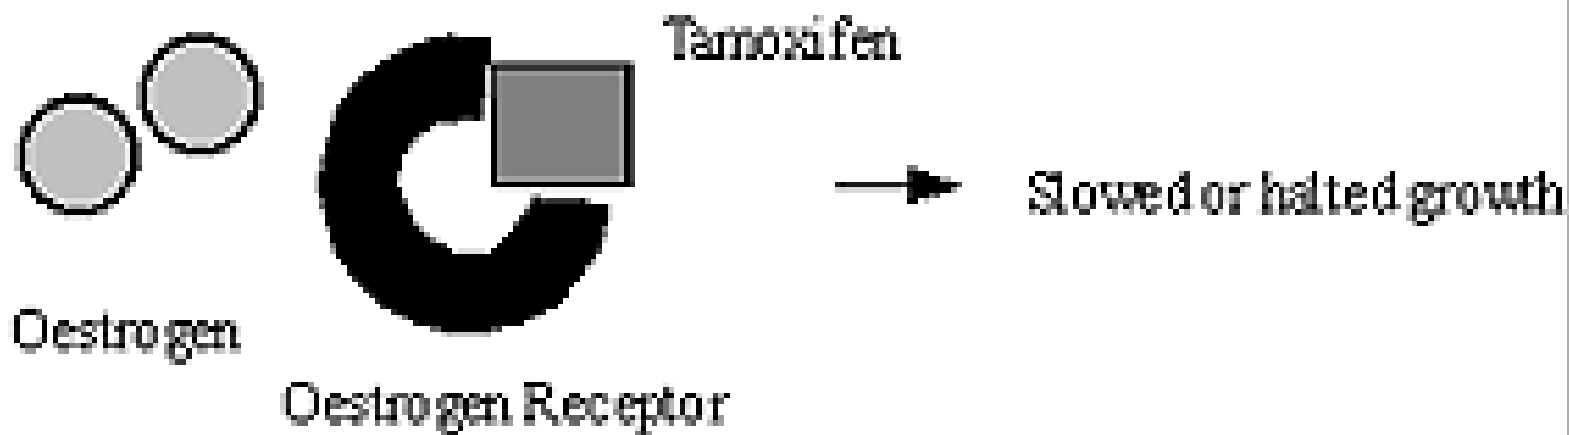 Tamoxifen
Slowed or halted growth
Oestrogen
Oestrogen Receptor